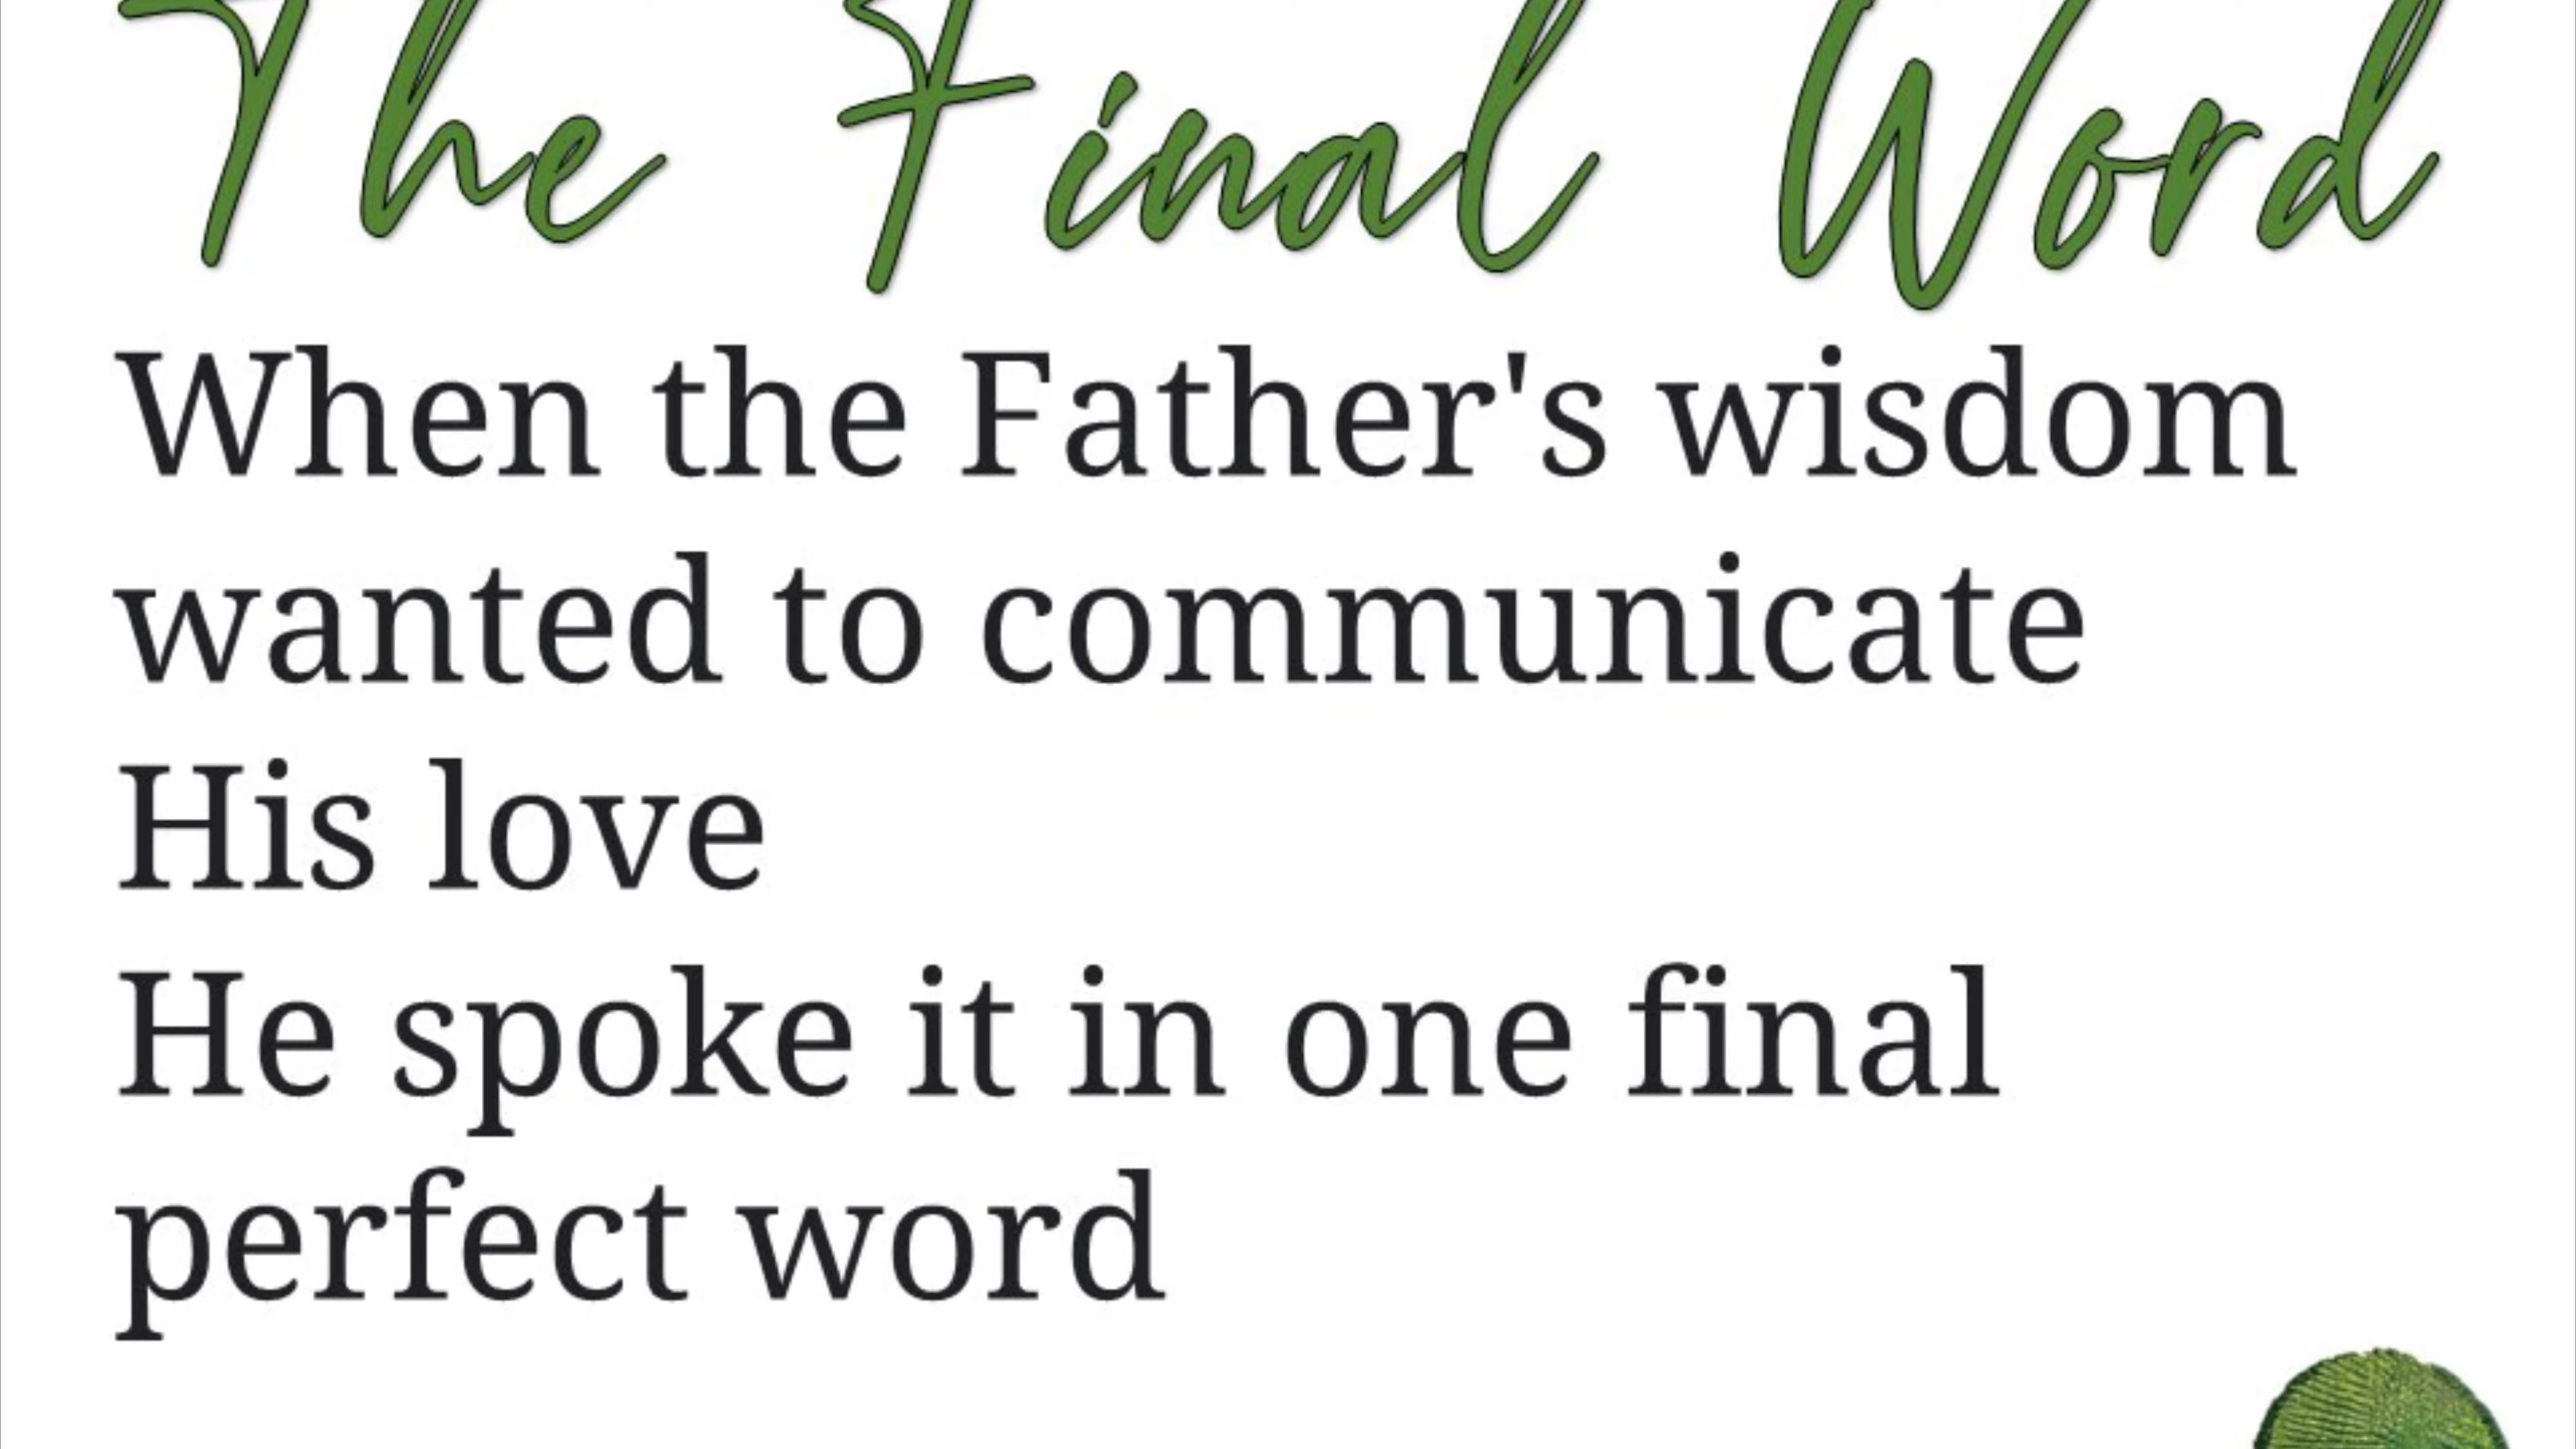 The Final Word
When the Father's wisdom
wanted to communicate
His love
He spoke it in one final
perfect word